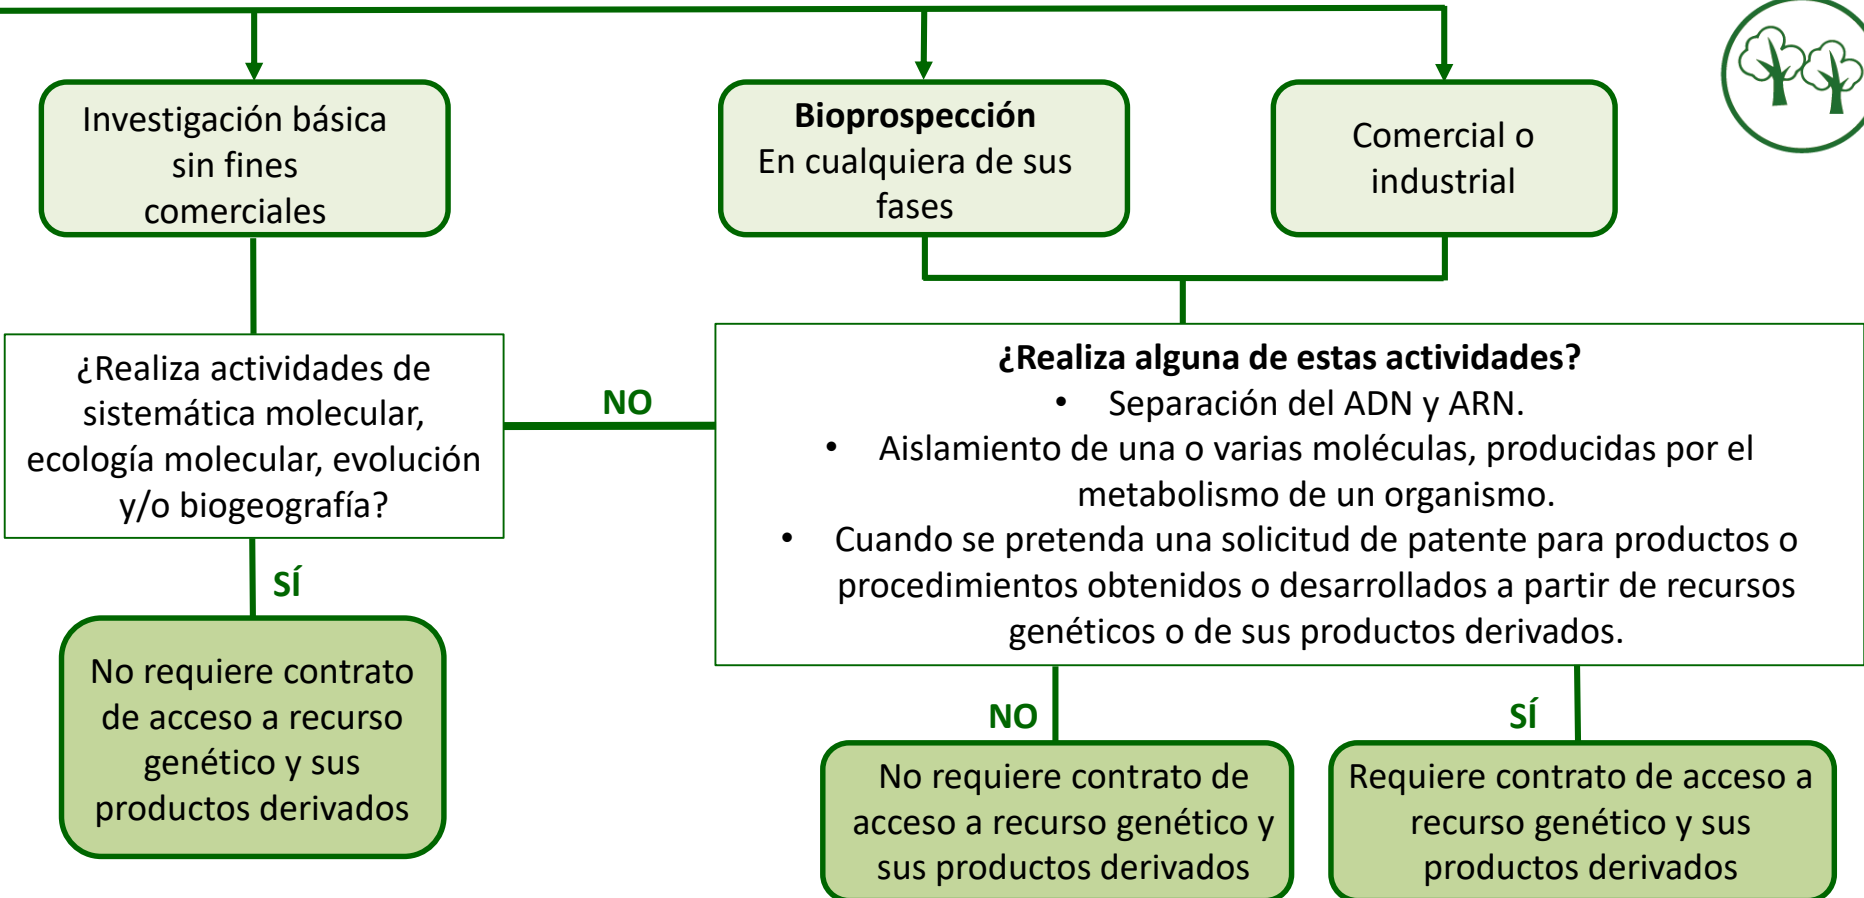 Investigación básica
sin fines
comerciales
Bioprospección
En cualquiera de sus
fases
Comercial o
industrial
¿Realiza actividades de
sistemática molecular,
ecología molecular, evolución
y/o biogeografía?
NO
¿Realiza alguna de estas actividades?
• Separación del ADN y ARN.
• Aislamiento de una o varias moléculas, producidas por el
metabolismo de un organismo.
• Cuando se pretenda una solicitud de patente para productos o
procedimientos obtenidos o desarrollados a partir de recursos
genéticos o de sus productos derivados.
SÍ
No requiere contrato
de acceso a recurso
genético y sus
productos derivados
NO
No requiere contrato de
acceso a recurso genético y
sus productos derivados
SÍ
Requiere contrato de acceso a
recurso genético y sus
productos derivados